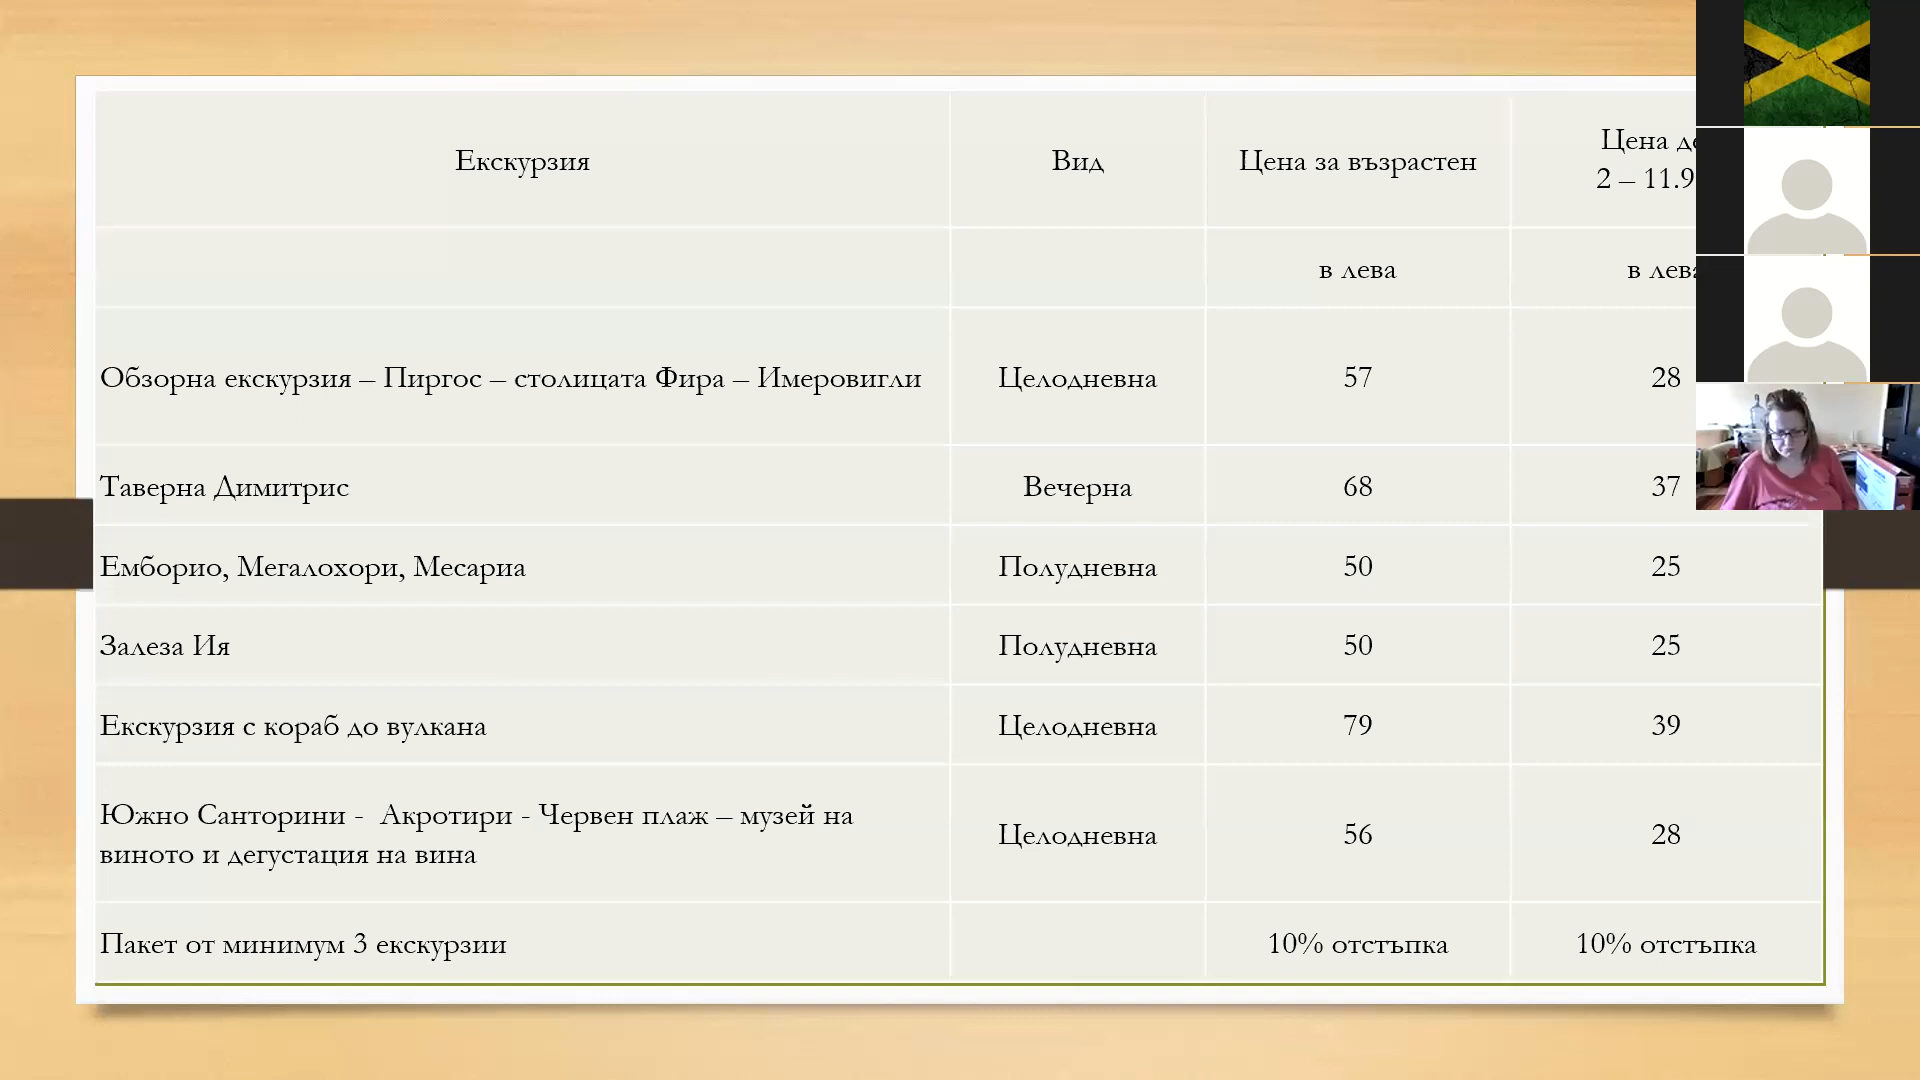 Екскурзия Вид Цена за възрастен Цена
2 – 11.9
в лева в лева
Обзорна екскурзия – Пиргос – столицата Фира – Имеровигли Целодневна 57 28
Таверна Димитрис Вечерна 68 37
Емборио, Мегалохори, Месариа Полудневна 50 25
Залеза Ия Полудневна 50 25
Екскурзия с кораб до вулкана Целодневна 79 39
Южно Санторини - Акротири - Червен плаж – музей на
виното и дегустация на вина Целодневна 56 28
Пакет от минимум 3 екскурзии 10% отстъпка 10% отстъпка